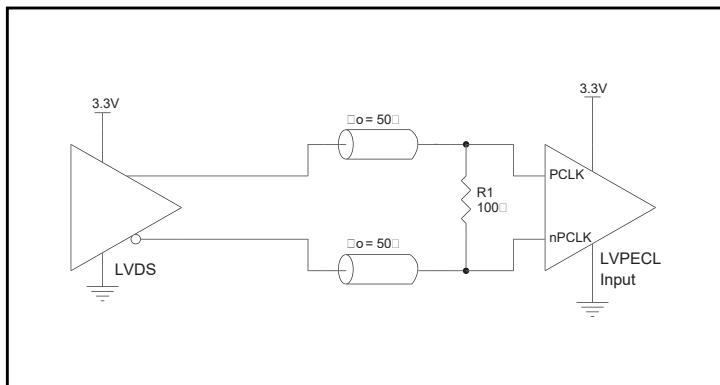 3.3V
3.3V
□o = 50□
PCLK
R1
100□
□o = 50□
nPCLK
LVDS
LVPECL
Input